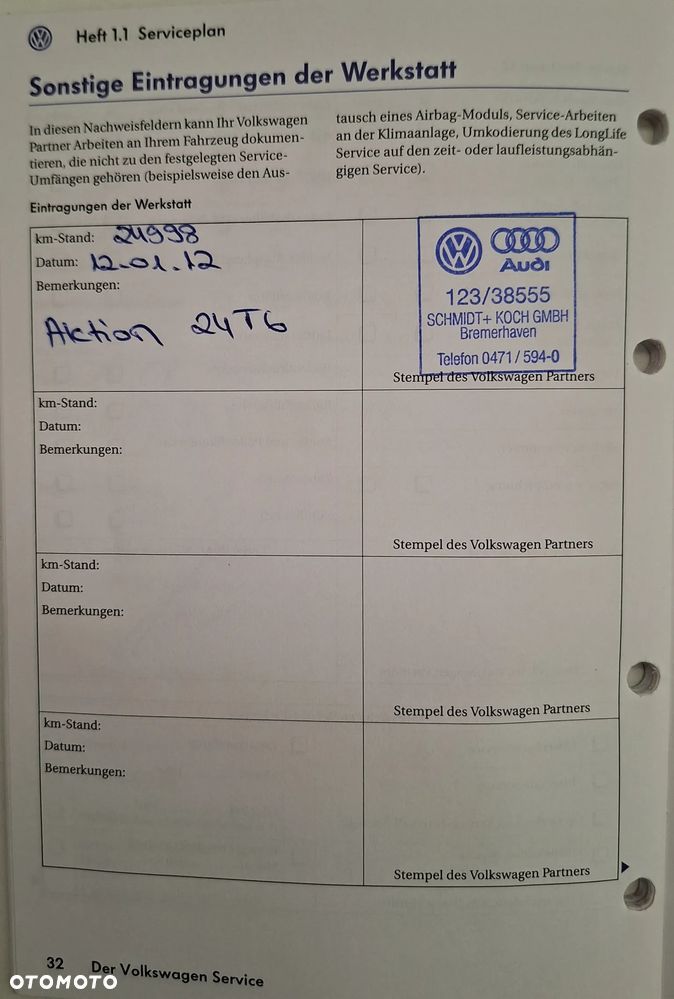 Heft 1.1 Serviceplan
Sonstige Eintragungen der Werkstatt
In diesen Nachweisfeldern kann Ihr Volkswagen
Partner Arbeiten an Ihrem Fahrzeug dokumen-
tieren, die nicht zu den festgelegten Service-
Umfängen gehören (beispielsweise den Aus-
tausch eines Airbag-Moduls, Service-Arbeiten
an der Klimaanlage, Umkodierung des LongLife
Service auf den zeit- oder laufleistungsabhän-
gigen Service).
Eintragungen der Werkstatt
km-Stand: 24998
Datum: 12.01.12
Bemerkungen:
Aktion 24T6
Audi
123/38555
SCHMIDT+ KOCH GMBH
Bremerhaven
Telefon 0471/594-0
Stempel des Volkswagen Partners
km-Stand:
Datum:
Bemerkungen:
Stempel des Volkswagen Partners
km-Stand:
Datum:
Bemerkungen:
Stempel des Volkswagen Partners
km-Stand:
Datum:
Bemerkungen:
Stempel des Volkswagen Partners
32 Der Volkswagen Service
OTOMOTO